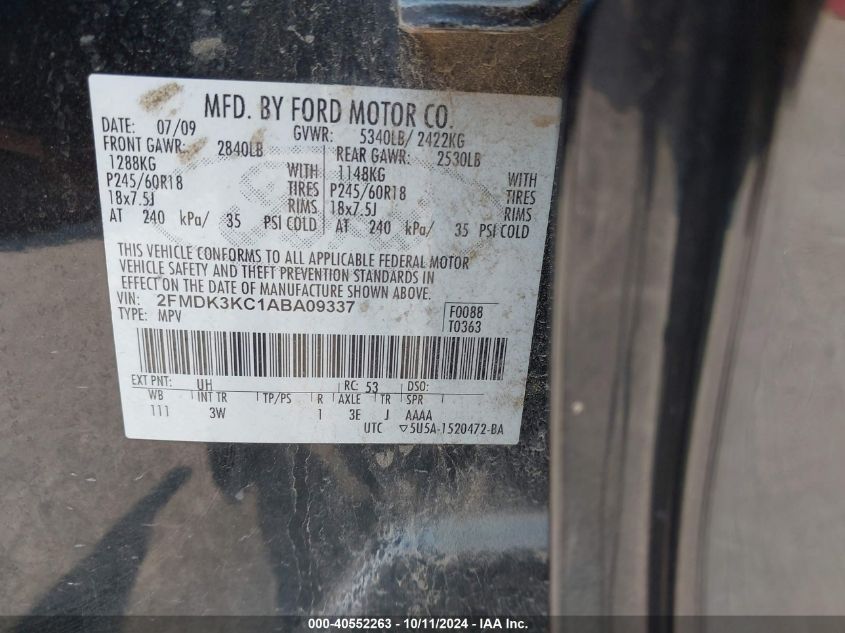 MFD. BY FORD MOTOR CO.
DATE: 07/09 GVWR: 5340LB/ 2422KG
FRONT GAWR: 2840LB REAR GAWR: 2530LB
1288KG WITH 1148KG WITH
P245/60R18 TIRES P245/60R18 TIRES
18x7.5J RIMS 18x7.5J RIMS
AT 240 kPa/ 35 PSI COLD AT 240 kPa/ 35 PSI COLD
THIS VEHICLE CONFORMS TO ALL APPLICABLE FEDERAL MOTOR
VEHICLE SAFETY AND THEFT PREVENTION STANDARDS IN
EFFECT ON THE DATE OF MANUFACTURE SHOWN ABOVE.
VIN: 2FMDK3KC1ABA09337 F0088
TYPE: MPV T0363
EXT PNT: UH RC: 53 DSO:
WB INT TR TP/PS R AXLE TR SPR
111 3W 1 3E J AAAA
UTC ▽5U5A-1520472-BA
000-40552263 - 10/11/2024 - IAA Inc.